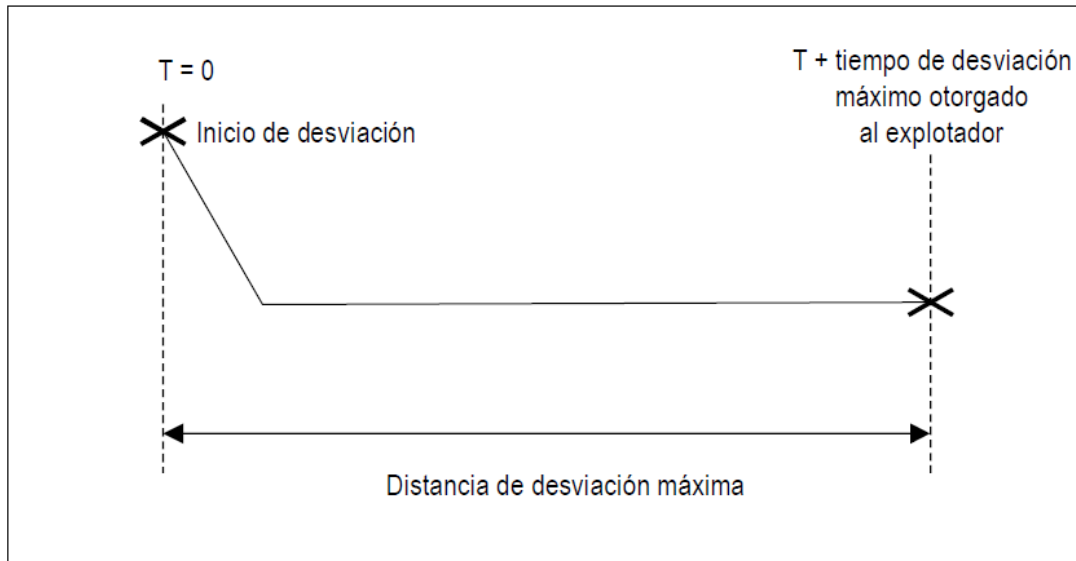 T = 0
T + tiempo de desviación
máximo otorgado
al explotador
Inicio de desviación
Distancia de desviación máxima